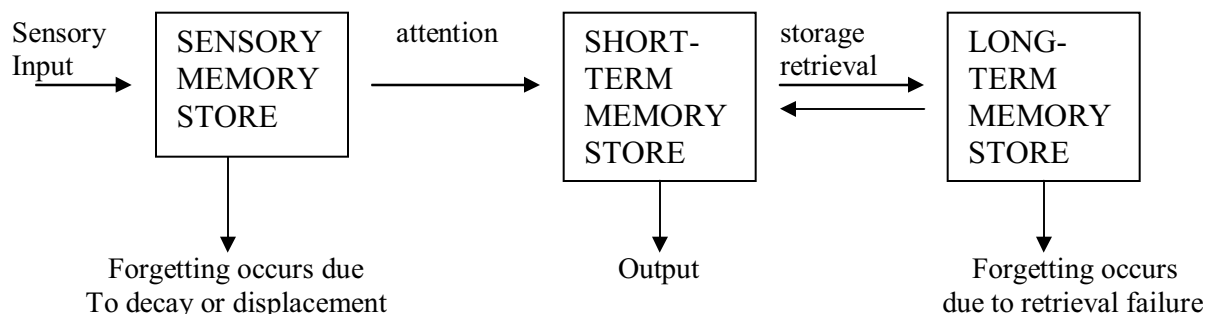 Sensory
Input
SENSORY
MEMORY
STORE
attention
SHORT-
TERM
MEMORY
STORE
storage
retrieval
LONG-
TERM
MEMORY
STORE
Forgetting occurs due
To decay or displacement
Output
Forgetting occurs
due to retrieval failure